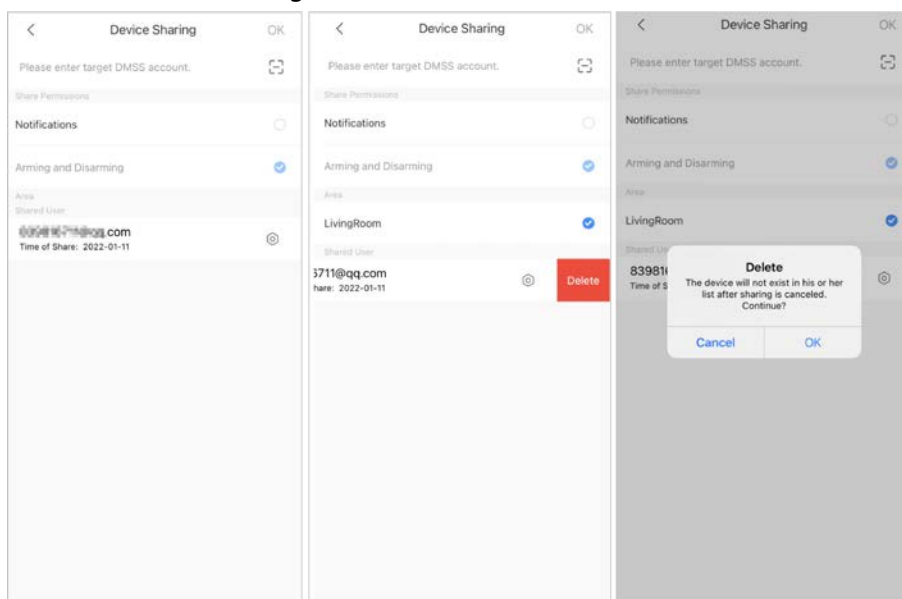 Device Sharing OK
Please enter target DMSS account.
Share Permissions
Notifications
Arming and Disarming
Area
Shared User
.com
Time of Share: 2022-01-11
Device Sharing OK
Please enter target DMSS account.
Share Permissions
Notifications
Arming and Disarming
Area
LivingRoom
Shared User
6711@qq.com
hare: 2022-01-11
Delete
Device Sharing OK
Please enter target DMSS account.
Share Permissions
Notifications
Arming and Disarming
Area
LivingRoom
Shared Us
83981
Time of S
Delete
The device will not exist in his or her
list after sharing is canceled.
Continue?
Cancel OK